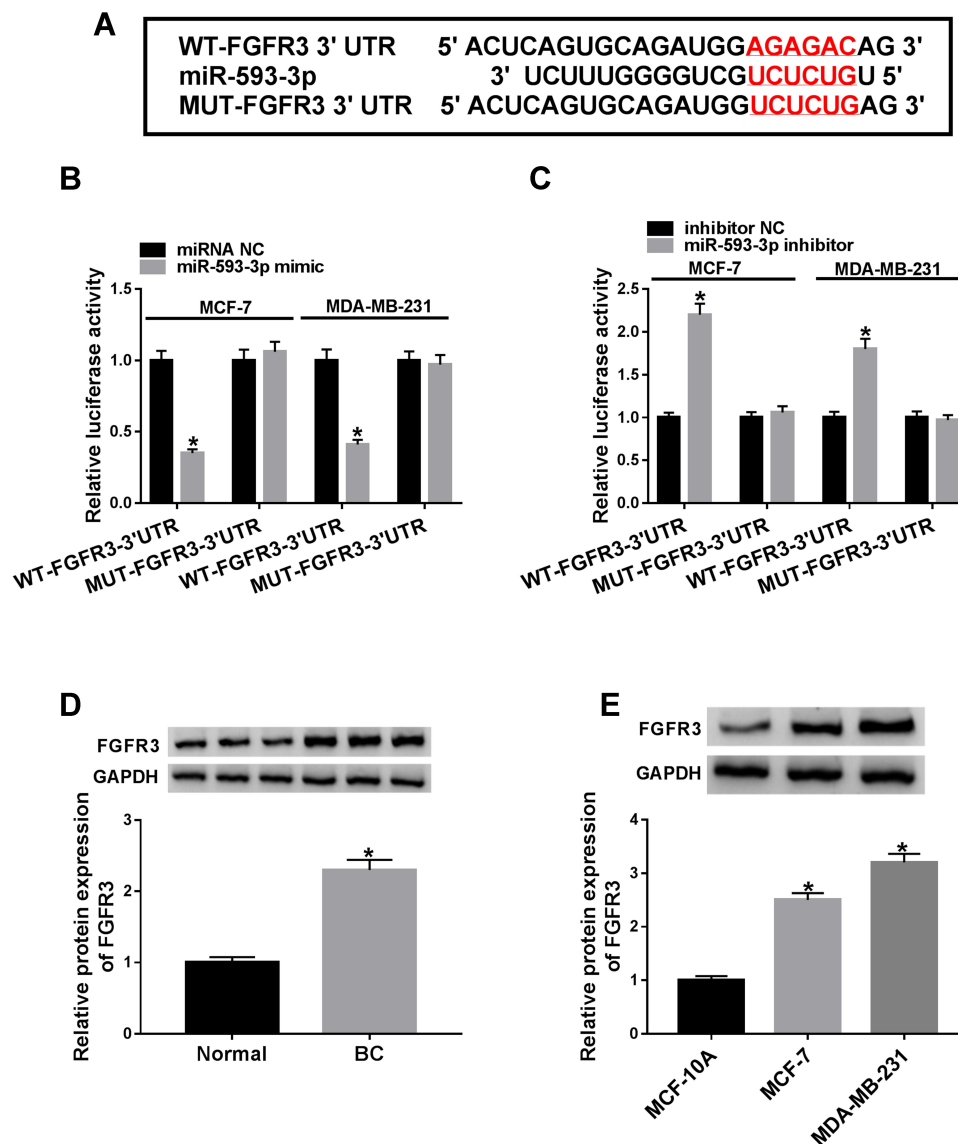 A
WT-FGFR3 3' UTR 5' ACUCAGUGCAGAUGGAGAGACAG 3'
miR-593-3p 3' UCUUUGGGGUCGUCUCUGU 5'
MUT-FGFR3 3' UTR 5' ACUCAGUGCAGAUGGUCUCUGAG 3'
B
miRNA NC
miR-593-3p mimic
MCF-7
MDA-MB-231
Relative luciferase activity
1.5
1.0
0.5
0.0
*
*
WT-FGFR3-3'UTR
MUT-FGFR3-3'UTR
WT-FGFR3-3'UTR
MUT-FGFR3-3'UTR
C
inhibitor NC
miR-593-3p inhibitor
MCF-7
MDA-MB-231
Relative luciferase activity
2.5
2.0
1.5
1.0
0.5
0.0
*
*
WT-FGFR3-3'UTR
MUT-FGFR3-3'UTR
WT-FGFR3-3'UTR
MUT-FGFR3-3'UTR
D
FGFR3
GAPDH
Relative protein expression
of FGFR3
3
2
1
0
*
Normal
BC
E
FGFR3
GAPDH
Relative protein expression
of FGFR3
4
3
2
1
0
*
*
MCF-10A
MCF-7
MDA-MB-231